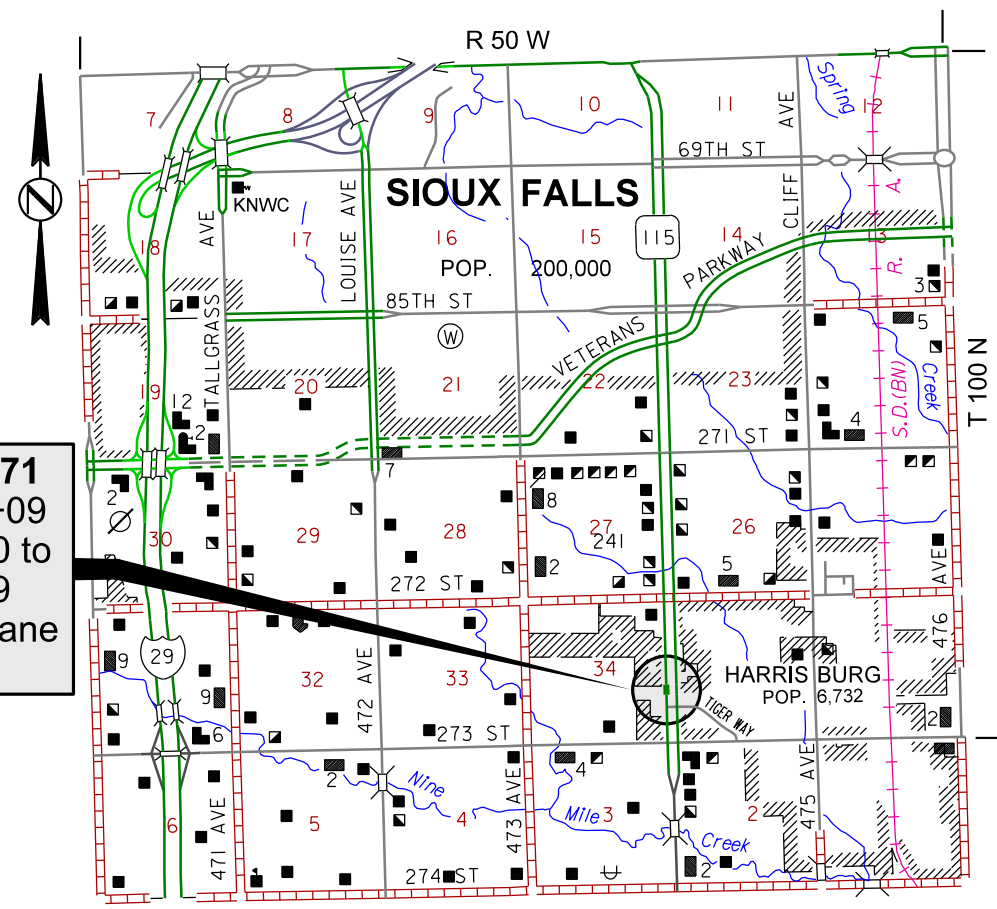 R 50 W
7
8
9
10
11
12
Spring
AVE
69TH ST
CLIFF
KNWC
SIOUX FALLS
A.
R.
S.D.(BN)
18
AVE
17
LOUISE AVE
16
15
115
14
13
POP. 200,000
PARKWAY
3
85TH ST
W
VETERANS
5
T 100 N
TALLGRASS
19
20
21
22
23
Creek
12
2
271 ST
4
7
71
-09
0 to
9
ane
2
30
29
28
8
27
241
26
2
5
272 ST
AVE
476
9
29
32
472 AVE
33
34
HARRISBURG
POP. 6,732
9
TIGER WAY
2
6
273 ST
475 AVE
2
Nine
4
473 AVE
471 AVE
6
5
4
Mile
3
2
Creek
274 ST
2
Z